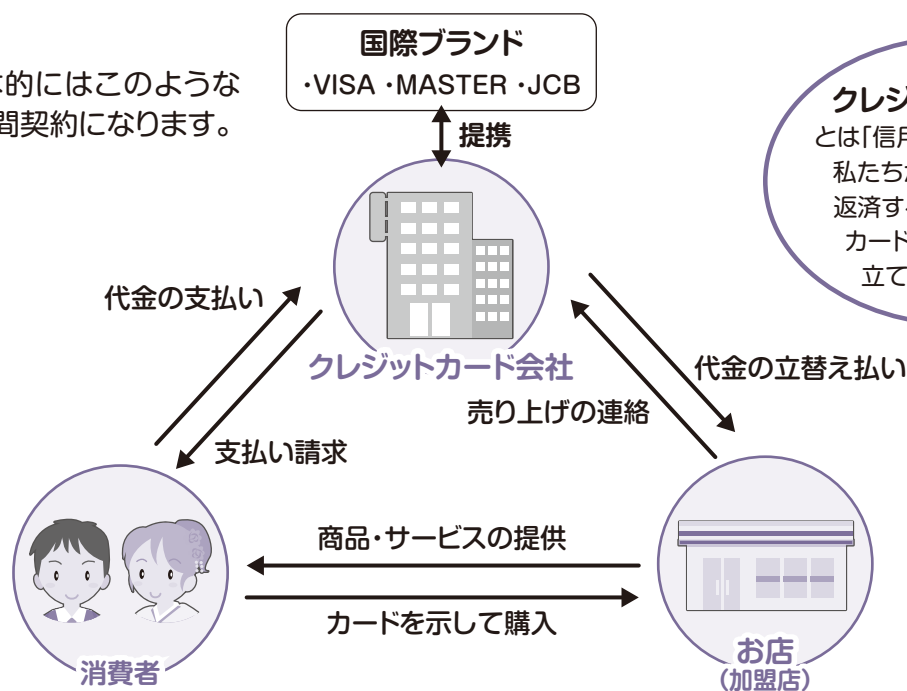 国際ブランド
・VISA ・MASTER ・JCB
的にはこのような
間契約になります。
提携
クレジ
とは「信用
私たちが
返済す
カード
立て
代金の支払い
クレジットカード会社
代金の立替え払い
売り上げの連絡
支払い請求
商品・サービスの提供
カードを示して購入
消費者
お店
(加盟店)